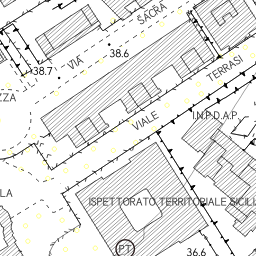 SACRA
VIA
38.6
38.7
TERRASI
ZZA
VIALE
I.N.P.D.A.P.
LA
ISPETTORATO TERRITORIALE SICILI
PT
36.6